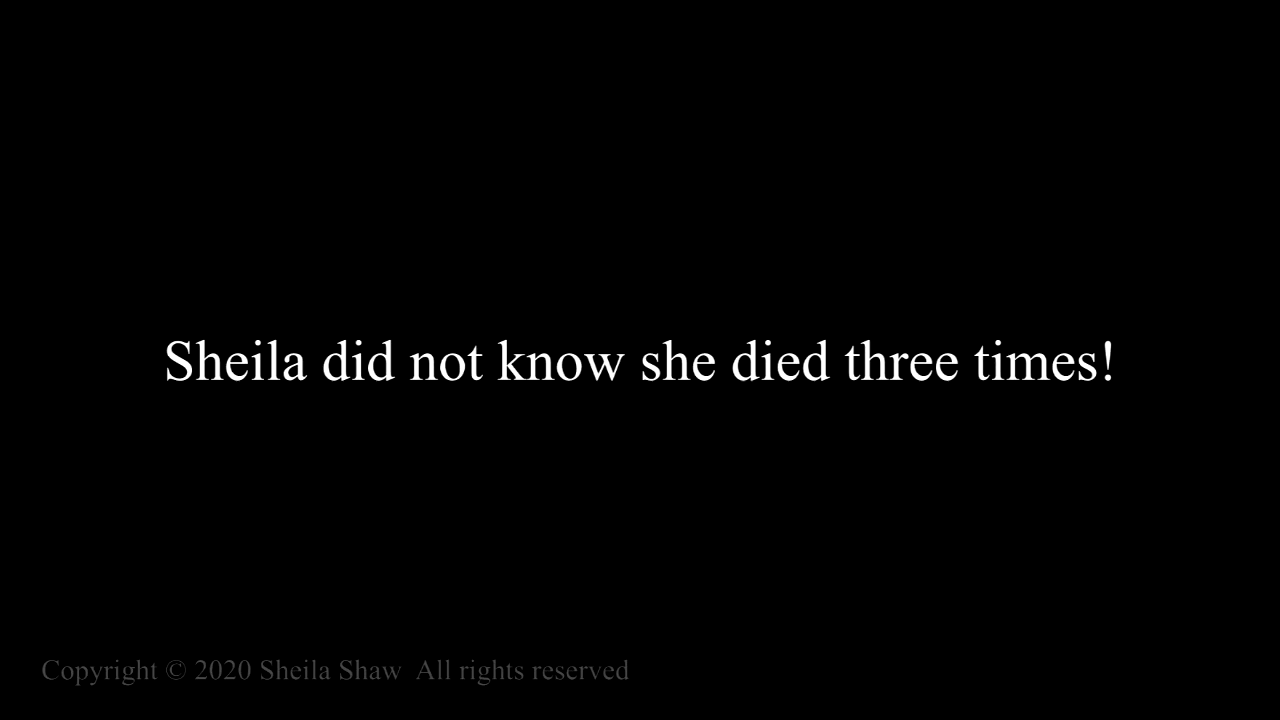 Sheila did not know she died three times!
Copyright © 2020 Sheila Shaw  All rights reserved